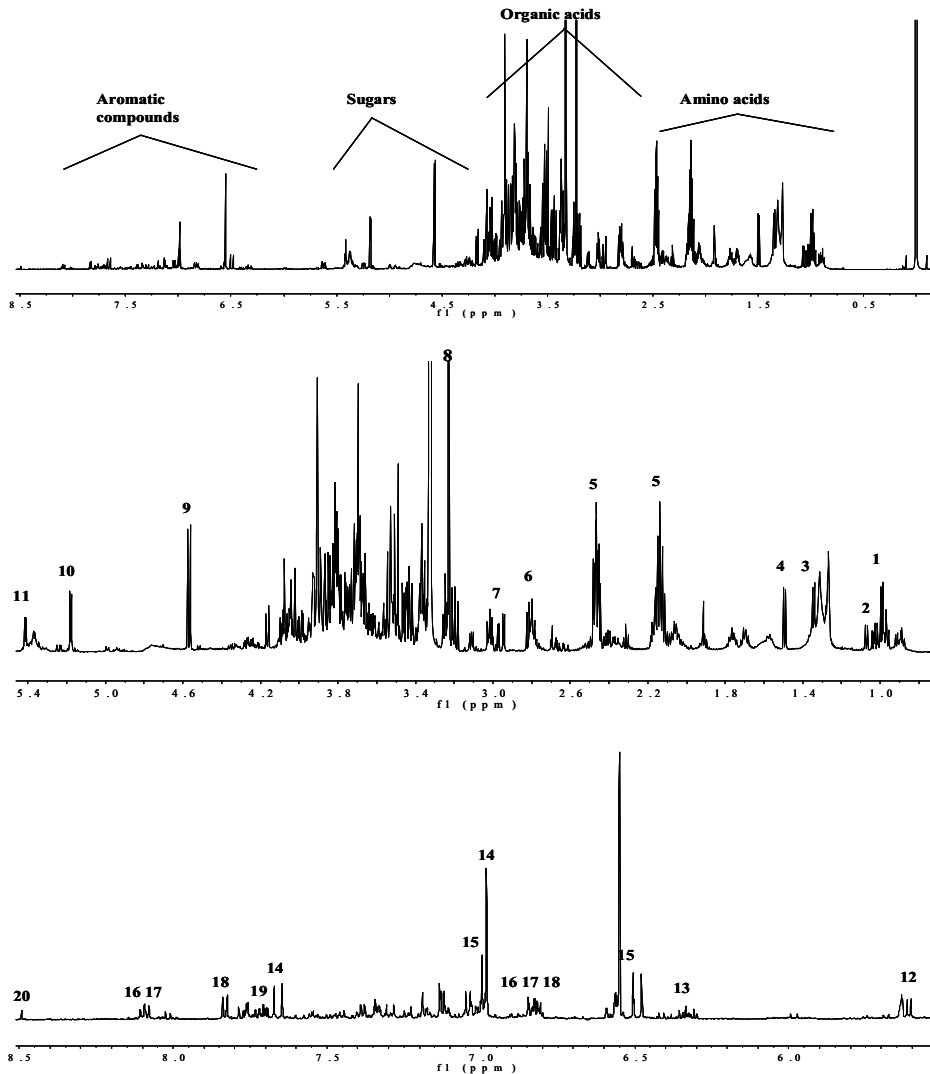 Organic acids
Aromatic compounds
Sugars
Amino acids
8.5 7.5 6.5 5.5 4.5 3.5 2.5 1.5 0.5
f1 (ppm)
8
9
5
5
10
11
7
6
4
3
1
2
5.4 5.0 4.6 4.2 3.8 3.4 3.0 2.6 2.2 1.8 1.4 1.0
f1 (ppm)
14
15
15
20
16 17
18
19
14
16 17 18
13
12
8.5 8.0 7.5 7.0 6.5 6.0
f1 (ppm)